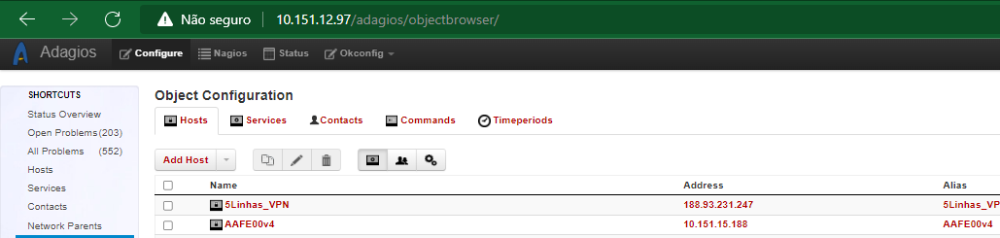 Não seguro 10.151.12.97/adagios/objectbrowser/
Adagios Configure Nagios Status Okconfig
SHORTCUTS
Status Overview
Open Problems (203)
All Problems (552)
Hosts
Services
Contacts
Network Parents
Object Configuration
Hosts Services Contacts Commands Timeperiods
Add Host
Name Address Alias
5Linhas_VPN 188.93.231.247 5Linhas_VP
AAFE00v4 10.151.15.188 AAFE00v4